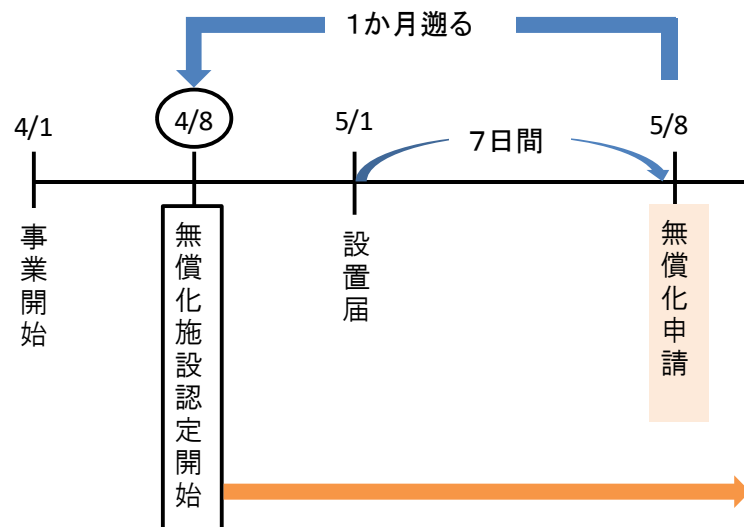 1か月遡る
4/1
4/8
5/1
7日間
5/8
事業開始
無償化施設認定開始
設置届
無償化申請